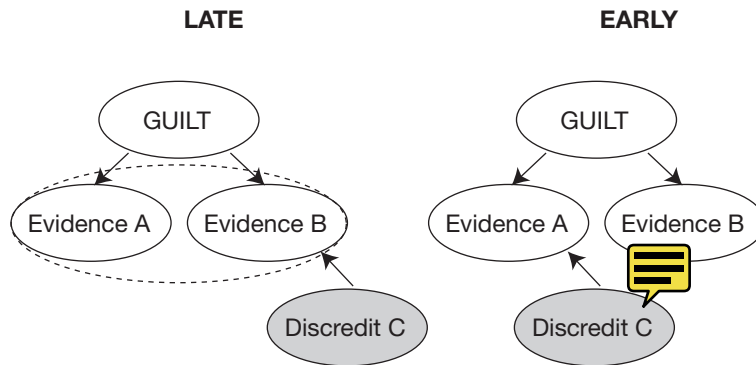 LATE
EARLY
GUILT
GUILT
Evidence A
Evidence B
Evidence A
Evidence B
Discredit C
Discredit C